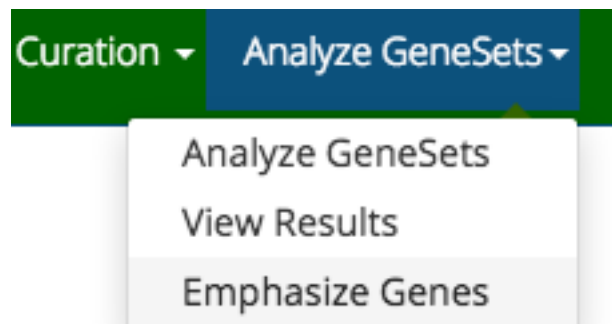 Curation Analyze GeneSets
Analyze GeneSets
View Results
Emphasize Genes